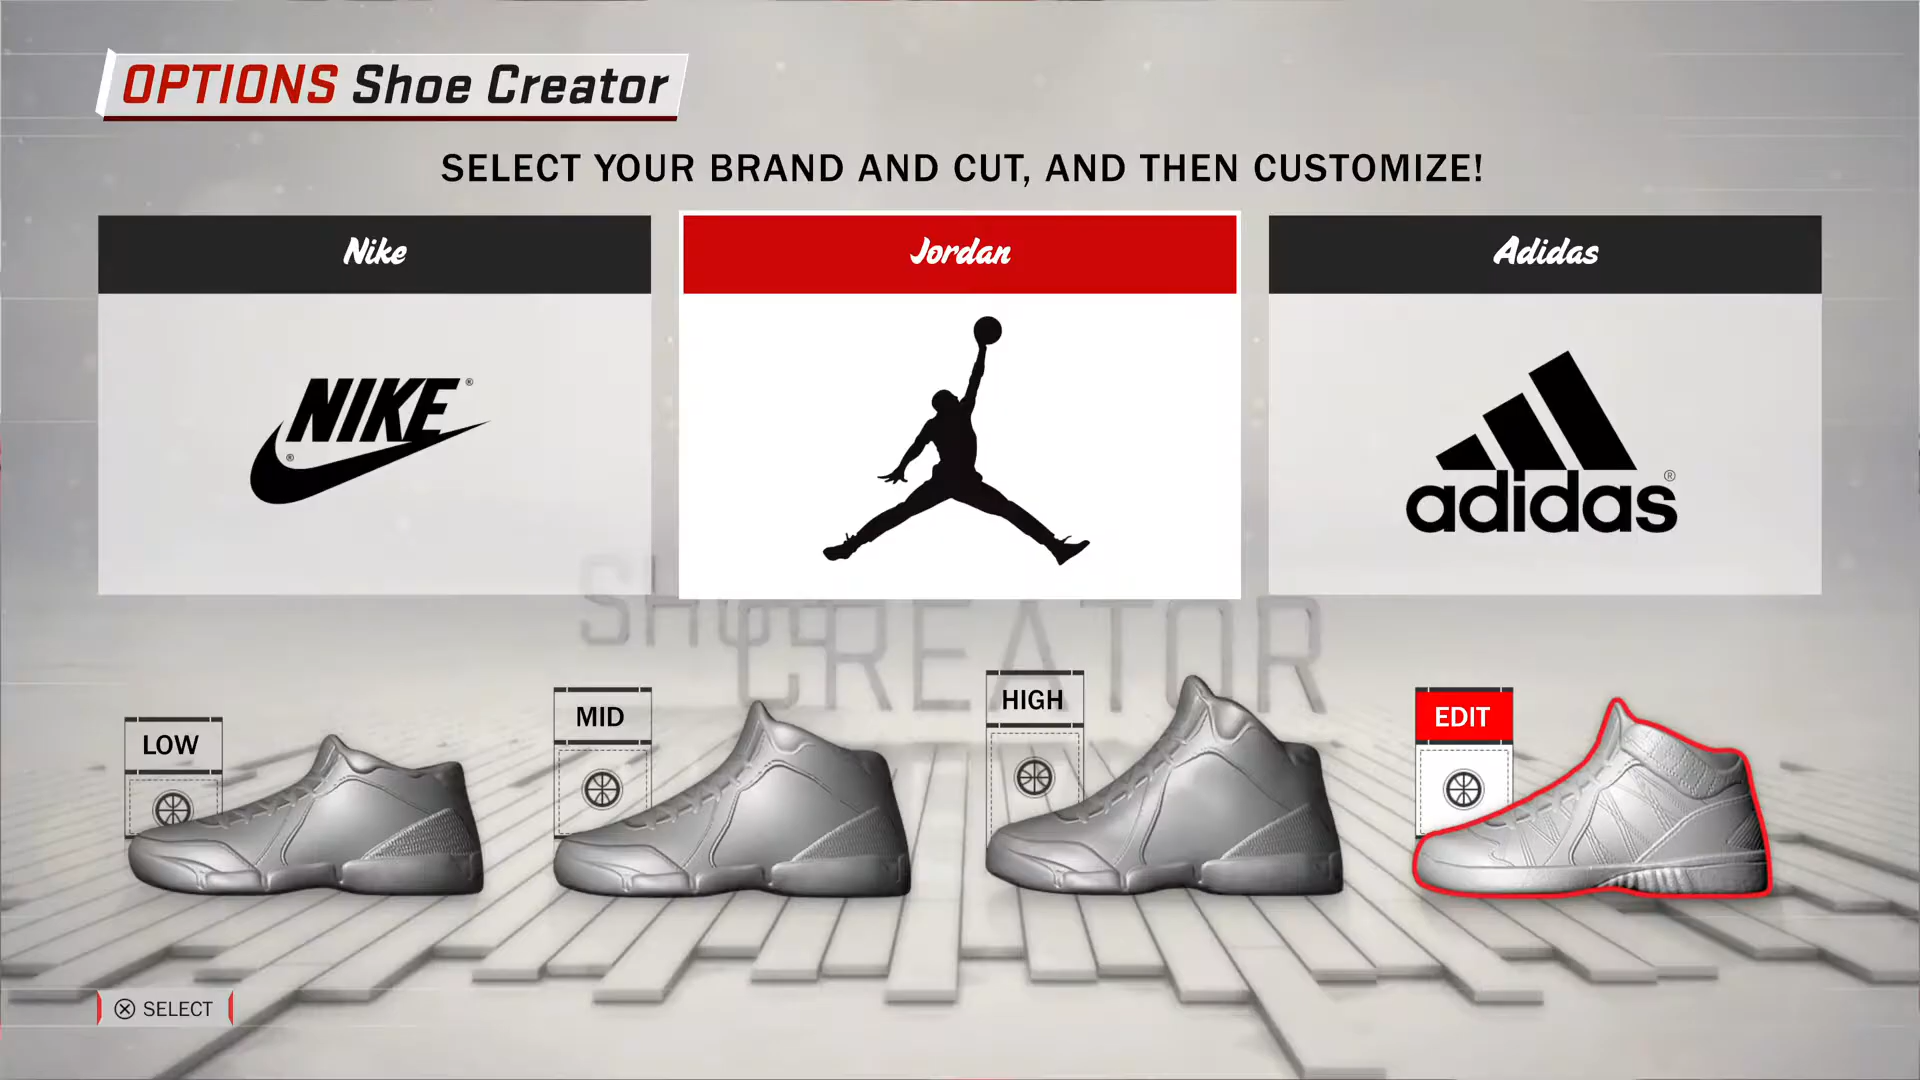 OPTIONS Shoe Creator
SELECT YOUR BRAND AND CUT, AND THEN CUSTOMIZE!
Nike
Jordan
Adidas
NIKE ®
®
adidas ®
SHOE
CREATOR
LOW
MID
HIGH
EDIT
SELECT